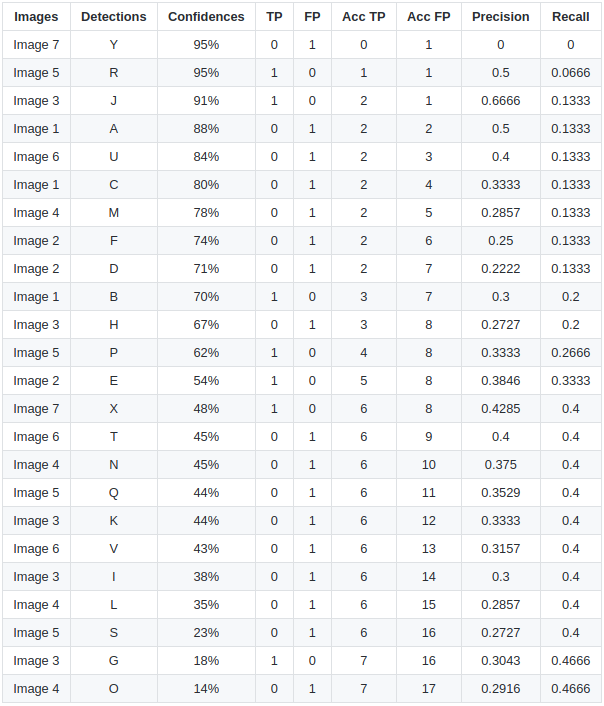 Images Detections Confidences TP FP Acc TP Acc FP Precision Recall
Image 7 Y 95% 0 1 0 1 0 0
Image 5 R 95% 1 0 1 1 0.5 0.0666
Image 3 J 91% 1 0 2 1 0.6666 0.1333
Image 1 A 88% 0 1 2 2 0.5 0.1333
Image 6 U 84% 0 1 2 3 0.4 0.1333
Image 1 C 80% 0 1 2 4 0.3333 0.1333
Image 4 M 78% 0 1 2 5 0.2857 0.1333
Image 2 F 74% 0 1 2 6 0.25 0.1333
Image 2 D 71% 0 1 2 7 0.2222 0.1333
Image 1 B 70% 1 0 3 7 0.3 0.2
Image 3 H 67% 0 1 3 8 0.2727 0.2
Image 5 P 62% 1 0 4 8 0.3333 0.2666
Image 2 E 54% 1 0 5 8 0.3846 0.3333
Image 7 X 48% 1 0 6 8 0.4285 0.4
Image 6 T 45% 0 1 6 9 0.4 0.4
Image 4 N 45% 0 1 6 10 0.375 0.4
Image 5 Q 44% 0 1 6 11 0.3529 0.4
Image 3 K 44% 0 1 6 12 0.3333 0.4
Image 6 V 43% 0 1 6 13 0.3157 0.4
Image 3 I 38% 0 1 6 14 0.3 0.4
Image 4 L 35% 0 1 6 15 0.2857 0.4
Image 5 S 23% 0 1 6 16 0.2727 0.4
Image 3 G 18% 1 0 7 16 0.3043 0.4666
Image 4 O 14% 0 1 7 17 0.2916 0.4666